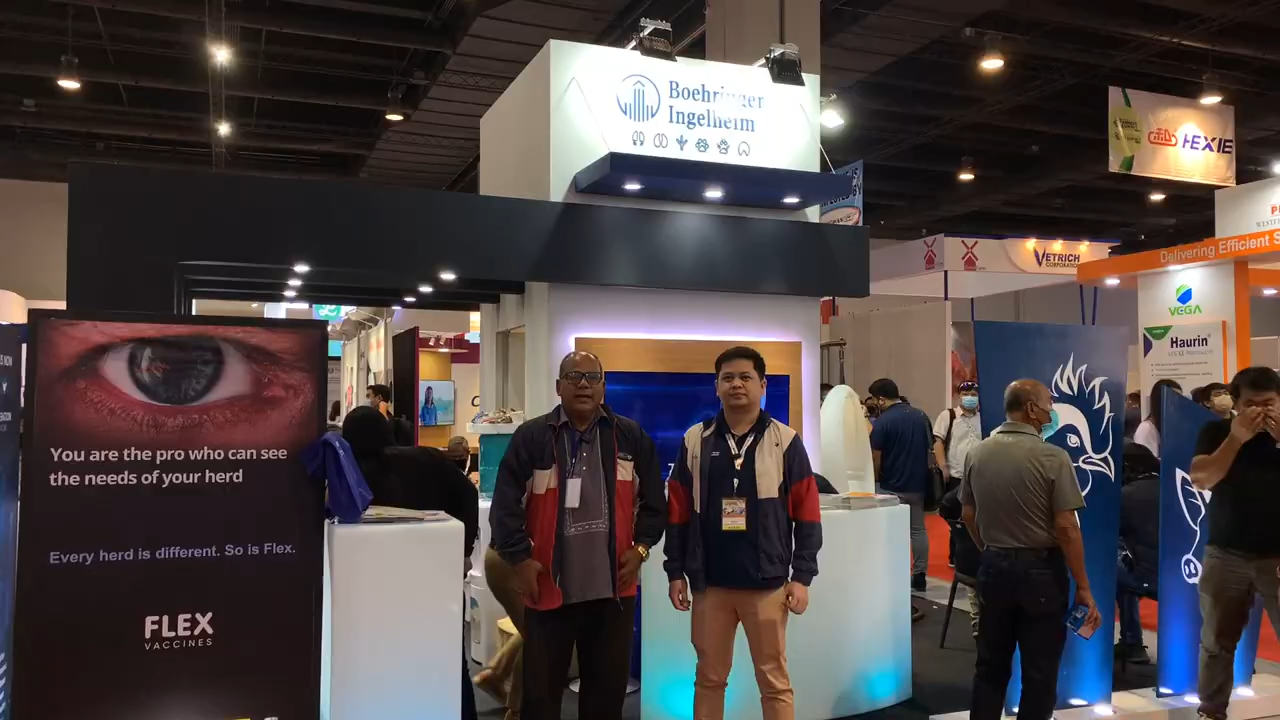 Boehringer
Ingelheim
HEXIE
VETRICH
CORPORATION
Delivering Efficient S
VEGA
Haurin
You are the pro who can see
the needs of your herd
Every herd is different. So is Flex.
FLEX
VACCINES